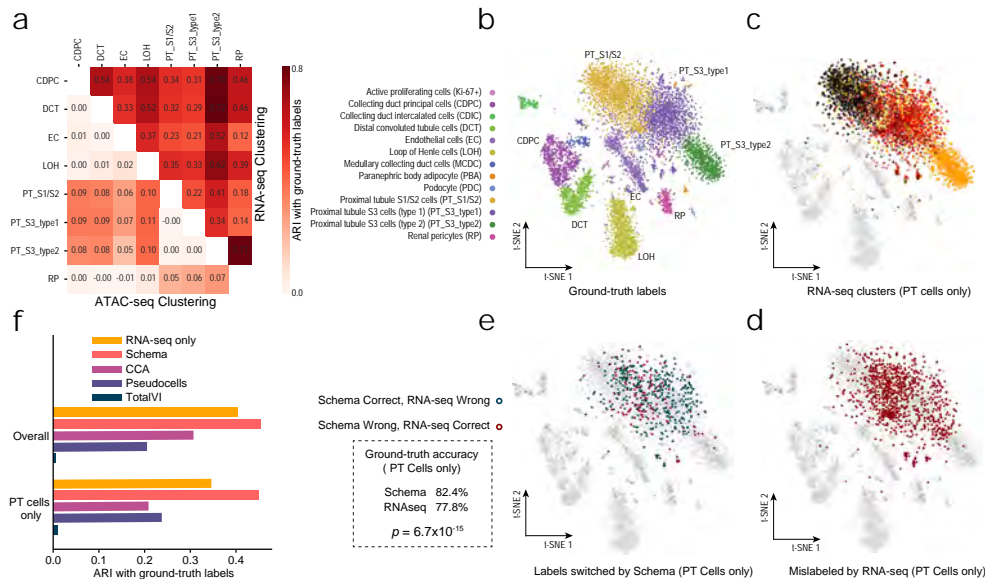 a
CDPC
DCT
EC
LOH
PT_S1/S2
PT_S3_type1
PT_S3_type2
RP
CDPC 0.54 0.38 0.54 0.34 0.31 0.46
DCT 0.00 0.33 0.52 0.32 0.29 0.46
EC 0.01 0.00 0.37 0.23 0.21 0.52 0.12
LOH 0.00 0.01 0.02 0.35 0.33 0.39
PT_S1/S2 0.09 0.08 0.06 0.10 0.22 0.41 0.18
PT_S3_type1 0.09 0.09 0.07 0.11 -0.00 0.34 0.14
PT_S3_type2 0.08 0.08 0.05 0.10 0.00 0.00
RP 0.00 -0.00 -0.01 0.01 0.05 0.06 0.07
ATAC-seq Clustering
RNA-seq Clustering
0.8
0.0
ARI with ground-truth labels
Active proliferating cells (Ki-67+)
Collecting duct principal cells (CDPC)
Collecting duct intercalated cells (CDIC)
Distal convoluted tubule cells (DCT)
Endothelial cells (EC)
Loop of Henle cells (LOH)
Medullary collecting duct cells (MCDC)
Paranephric body adipocyte (PBA)
Podocyte (PDC)
Proximal tubule S1/S2 cells (PT_S1/S2)
Proximal tubule S3 cells (type 1) (PT_S3_type1)
Proximal tubule S3 cells (type 2) (PT_S3_type2)
Renal pericytes (RP)
b
PT_S1/S2
PT_S3_type1
PT_S3_type2
CDPC
DCT
EC
RP
LOH
t-SNE 2
t-SNE 1
Ground-truth labels
c
t-SNE 2
t-SNE 1
RNA-seq clusters (PT cells only)
f
RNA-seq only
Schema
CCA
Pseudocells
TotalVI
Overall
PT cells
only
0.0 0.1 0.2 0.3 0.4
ARI with ground-truth labels
Schema Correct, RNA-seq Wrong
Schema Wrong, RNA-seq Correct
Ground-truth accuracy
( PT Cells only)
Schema 82.4%
RNAseq 77.8%
p = 6.7x10-15
e
t-SNE 2
t-SNE 1
Labels switched by Schema (PT Cells only)
d
t-SNE 2
t-SNE 1
Mislabeled by RNA-seq (PT Cells only)